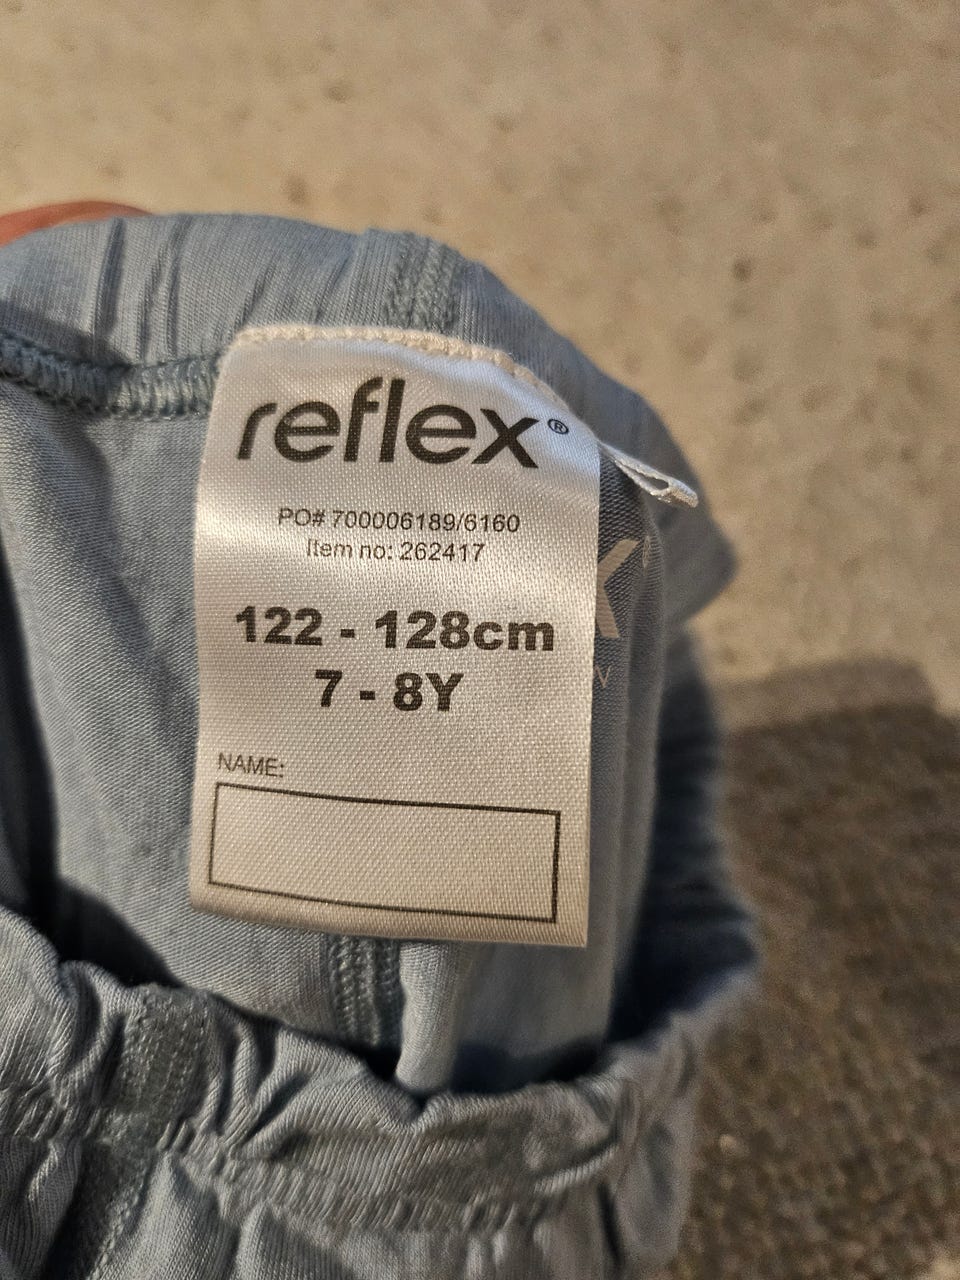 reflex®
PO# 700006189/6160
Item no: 262417
122 - 128cm
7 - 8Y
NAME: